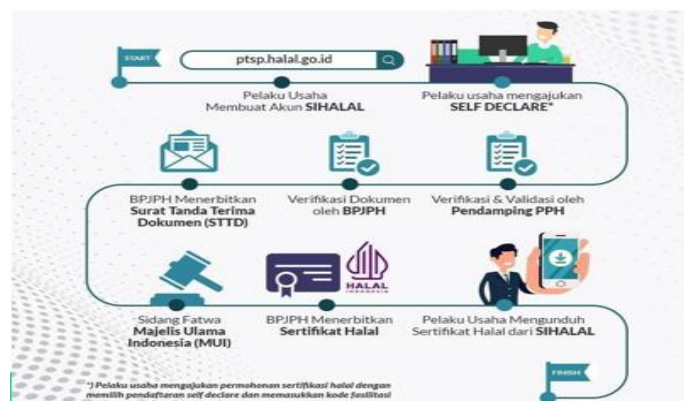 START
ptsp.halal.go.id
Pelaku Usaha
Membuat Akun SIHALAL
Pelaku usaha mengajukan
SELF DECLARE*
Verifikasi & Validasi oleh
Pendamping PPH
Verifikasi Dokumen
oleh BPJPH
BPJPH Menerbitkan
Surat Tanda Terima
Dokumen (STTD)
Sidang Fatwa
Majelis Ulama
Indonesia (MUI)
HALAL
INDONESIA
BPJPH Menerbitkan
Sertifikat Halal
Pelaku Usaha Mengunduh
Sertifikat Halal dari SIHALAL
FINISH
*) Pelaku usaha mengajukan permohonan sertifikasi halal dengan
memilih pendaftaran self declare dan memasukkan kode fasilitasi